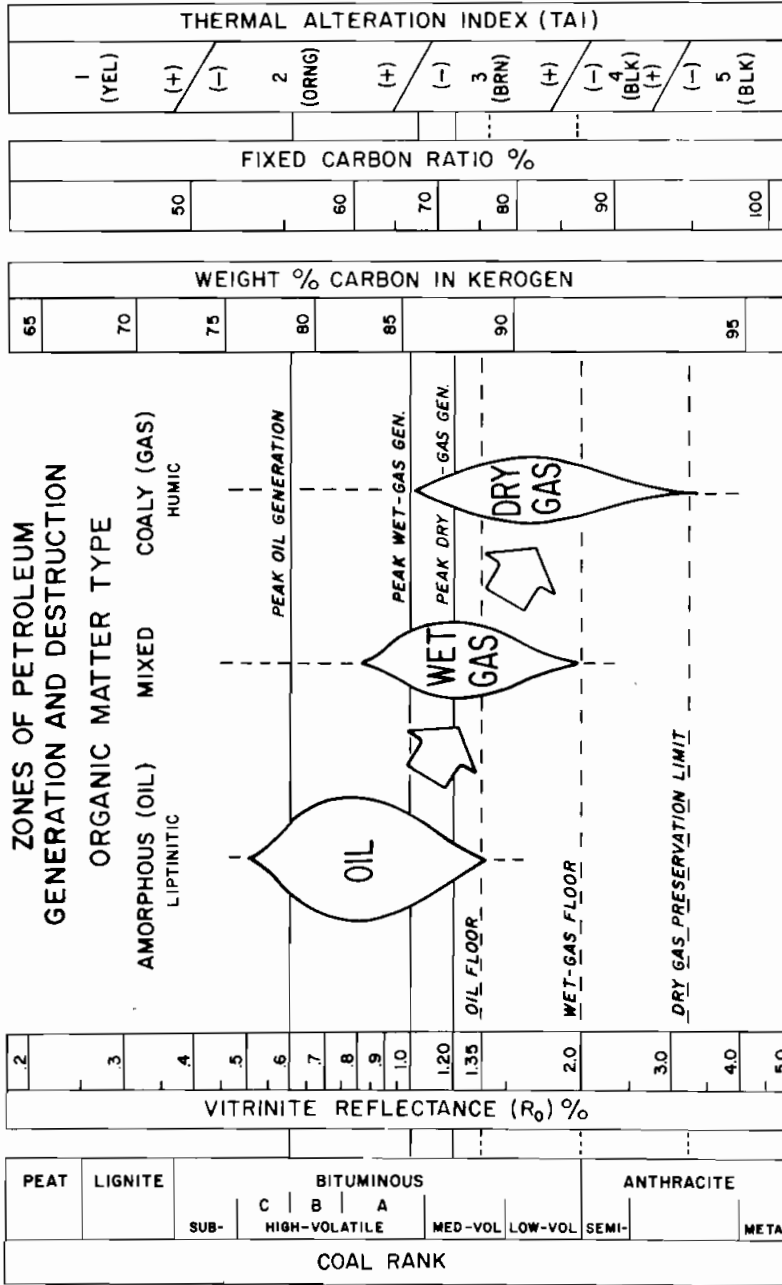 THERMAL ALTERATION INDEX (TAI)
1 (YEL)
(+)
(-)
2 (ORNG)
(+)
(-)
3 (BRN)
(+)
(-)
4 (BLK)
(+)
(-)
5 (BLK)
FIXED CARBON RATIO %
50
60
70
80
90
100
WEIGHT % CARBON IN KEROGEN
65
70
75
80
85
90
95
ZONES OF PETROLEUM
GENERATION AND DESTRUCTION
ORGANIC MATTER TYPE
AMORPHOUS (OIL)
LIPTINITIC
MIXED
COALY (GAS)
HUMIC
PEAK OIL GENERATION
PEAK WET-GAS GEN.
PEAK DRY-GAS GEN.
OIL
WET
GAS
DRY
GAS
OIL FLOOR
WET-GAS FLOOR
DRY GAS PRESERVATION LIMIT
.2
.3
.4
.5
.6
.7
.8
.9
1.0
1.20
1.35
2.0
3.0
4.0
5.0
VITRINITE REFLECTANCE (R₀) %
PEAT
LIGNITE
BITUMINOUS
ANTHRACITE
C
B
A
SUB-
HIGH-VOLATILE
MED-VOL
LOW-VOL
SEMI-
META
COAL RANK